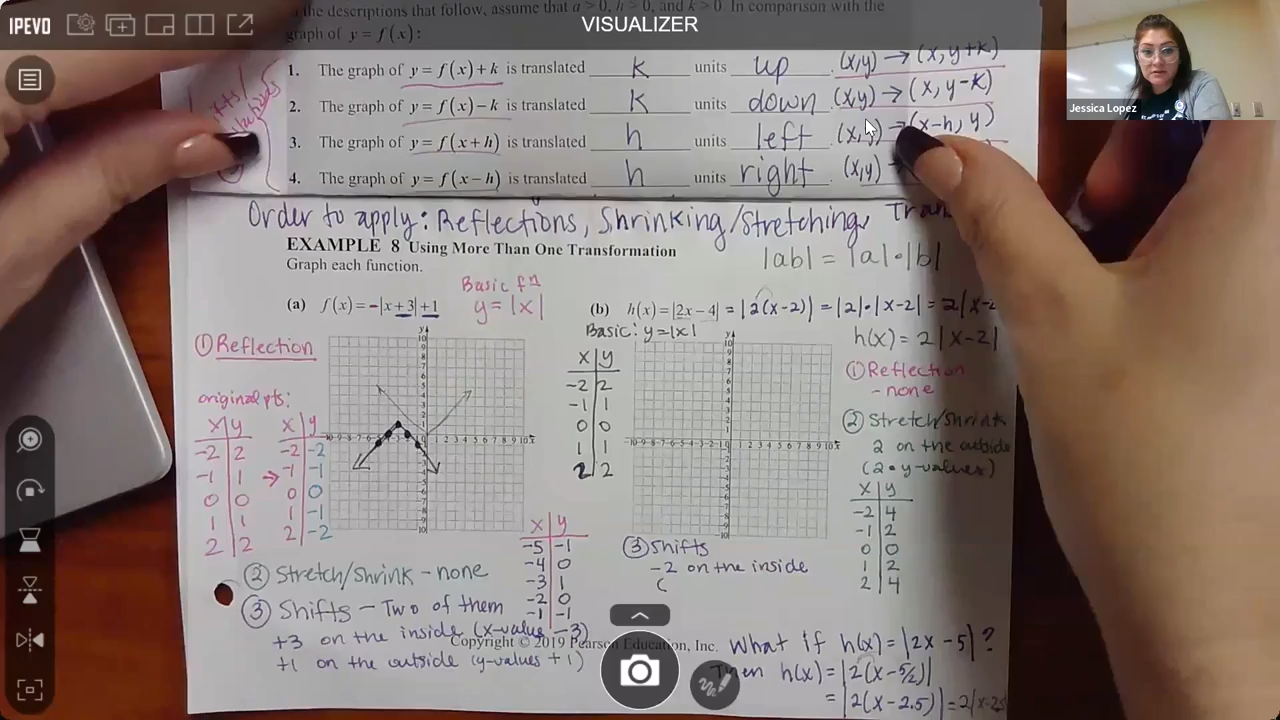 IPEVO
VISUALIZER
Jessica Lopez
the descriptions that follow, assume that a > 0, h > 0, and k > 0. In comparison with the
graph of y = f(x):
1. The graph of y = f(x) + k is translated k units up . (x,y) → (x, y+k)
2. The graph of y = f(x) − k is translated k units down . (x,y) → (x, y−k)
3. The graph of y = f(x + h) is translated h units left . (x,y) → (x−h, y)
4. The graph of y = f(x − h) is translated h units right . (x,y)
Order to apply: Reflections, Shrinking/Stretching,
EXAMPLE 8 Using More Than One Transformation
Graph each function.
|ab| = |a|•|b|
(a) f(x) = −|x + 3| + 1
Basic fn
y = |x|
(b) h(x) = |2x − 4| = |2(x−2)| = |2|•|x−2| = 2|x−2
Basic: y=|x|
h(x) = 2|x−2|
① Reflection
original pts:
x y
−2 2
−1 1
0 0
1 1
2 2
→
x y
−2 −2
−1 −1
0 0
1 −1
2 −2
x y
−2 2
−1 1
0 0
1 1
2 2
① Reflection
- none
② Stretch/Shrink
2 on the outside
(2•y-values)
x y
−2 4
−1 2
0 0
1 2
2 4
② Stretch/Shrink - none
③ Shifts - Two of them
+3 on the inside (x-value −3)
+1 on the outside (y-values +1)
x y
−5 −1
−4 0
−3 1
−2 0
−1 −1
③ Shifts
−2 on the inside
(
Copyright © 2019 Pearson Education, Inc.
What if h(x) = |2x −5| ?
Then h(x) = |2(x−5/2)|
= |2(x−2.5)| = 2|x−2.5